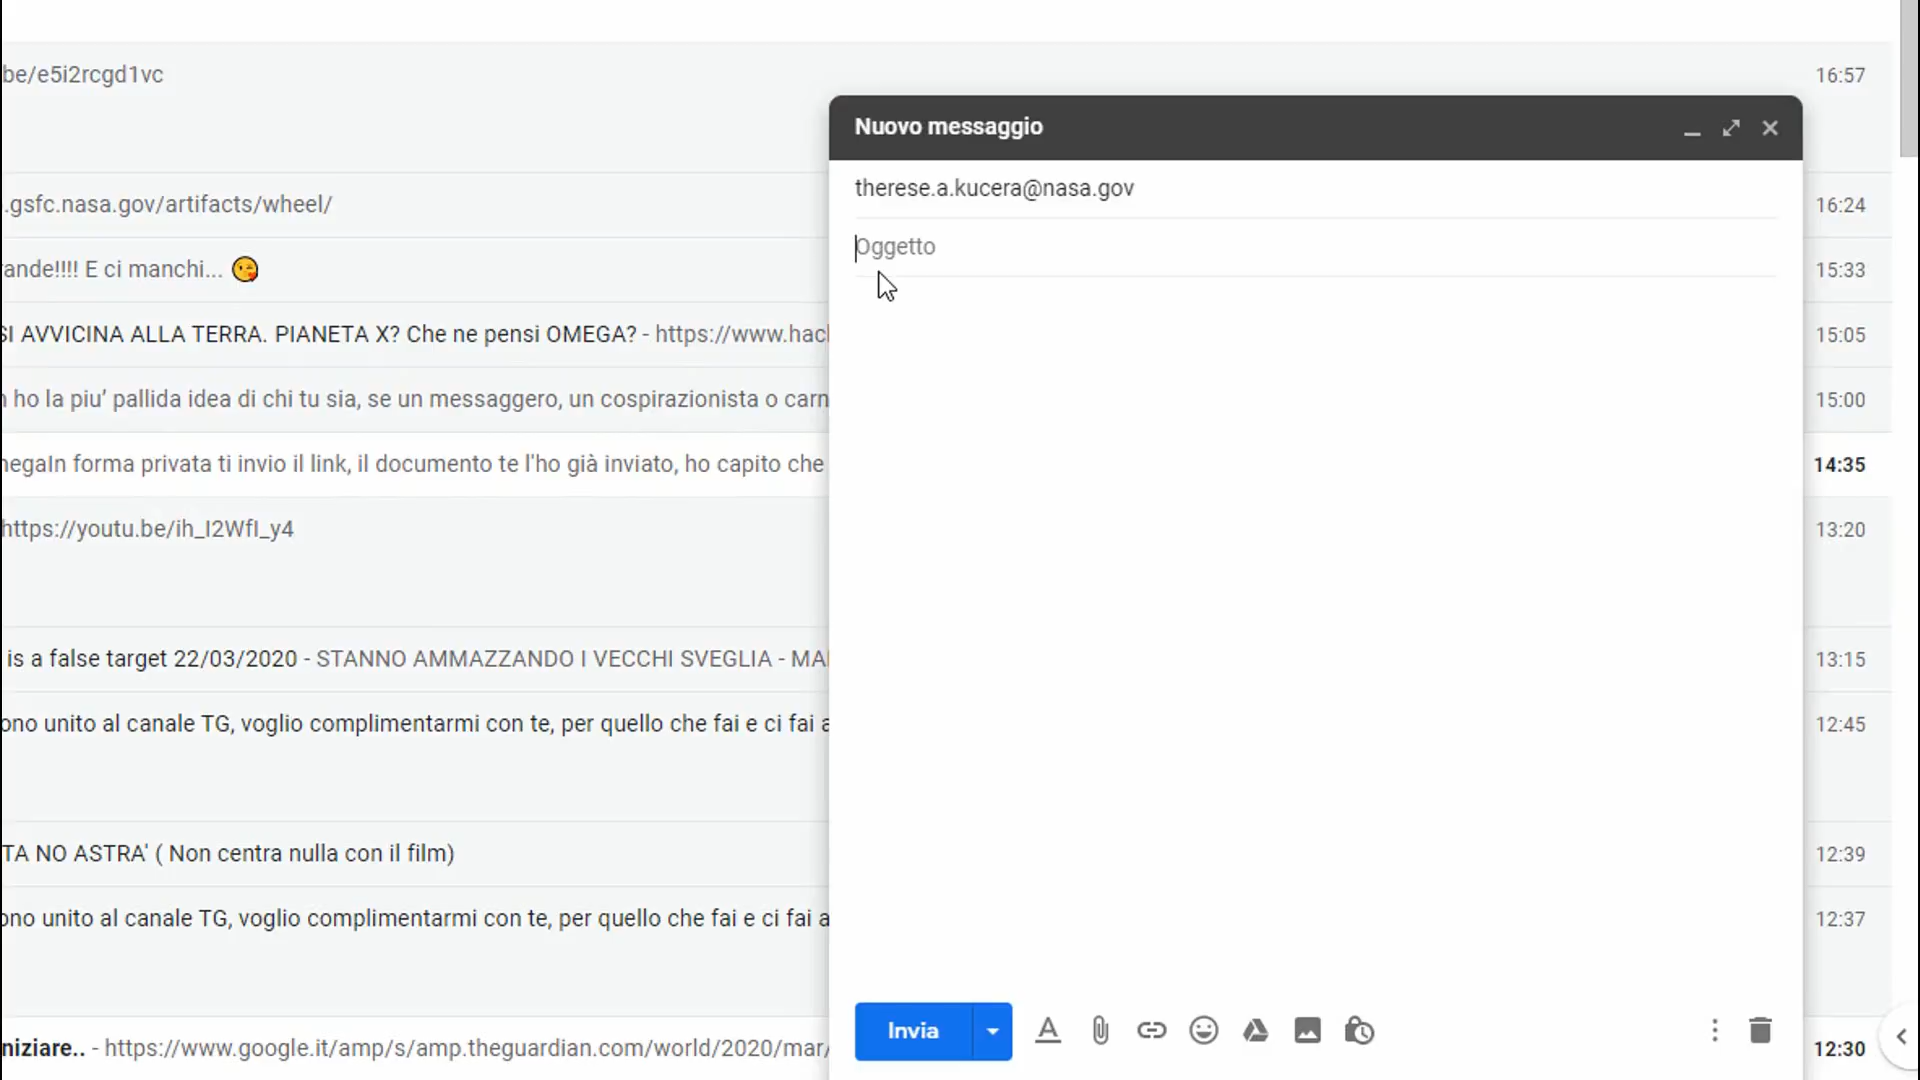 be/e5i2rcgd1vc
16:57
.gsfc.nasa.gov/artifacts/wheel/
16:24
rande!!!! E ci manchi... 😘
15:33
SI AVVICINA ALLA TERRA. PIANETA X? Che ne pensi OMEGA? - https://www.hacl
15:05
n ho la piu’ pallida idea di chi tu sia, se un messaggero, un cospirazionista o carn
15:00
negaIn forma privata ti invio il link, il documento te l'ho già inviato, ho capito che
14:35
https://youtu.be/ih_I2WfI_y4
13:20
is a false target 22/03/2020 - STANNO AMMAZZANDO I VECCHI SVEGLIA - MAI
13:15
ono unito al canale TG, voglio complimentarmi con te, per quello che fai e ci fai a
12:45
TA NO ASTRA' ( Non centra nulla con il film)
12:39
ono unito al canale TG, voglio complimentarmi con te, per quello che fai e ci fai a
12:37
niziare.. - https://www.google.it/amp/s/amp.theguardian.com/world/2020/mar/
12:30
Nuovo messaggio
therese.a.kucera@nasa.gov
Oggetto
Invia